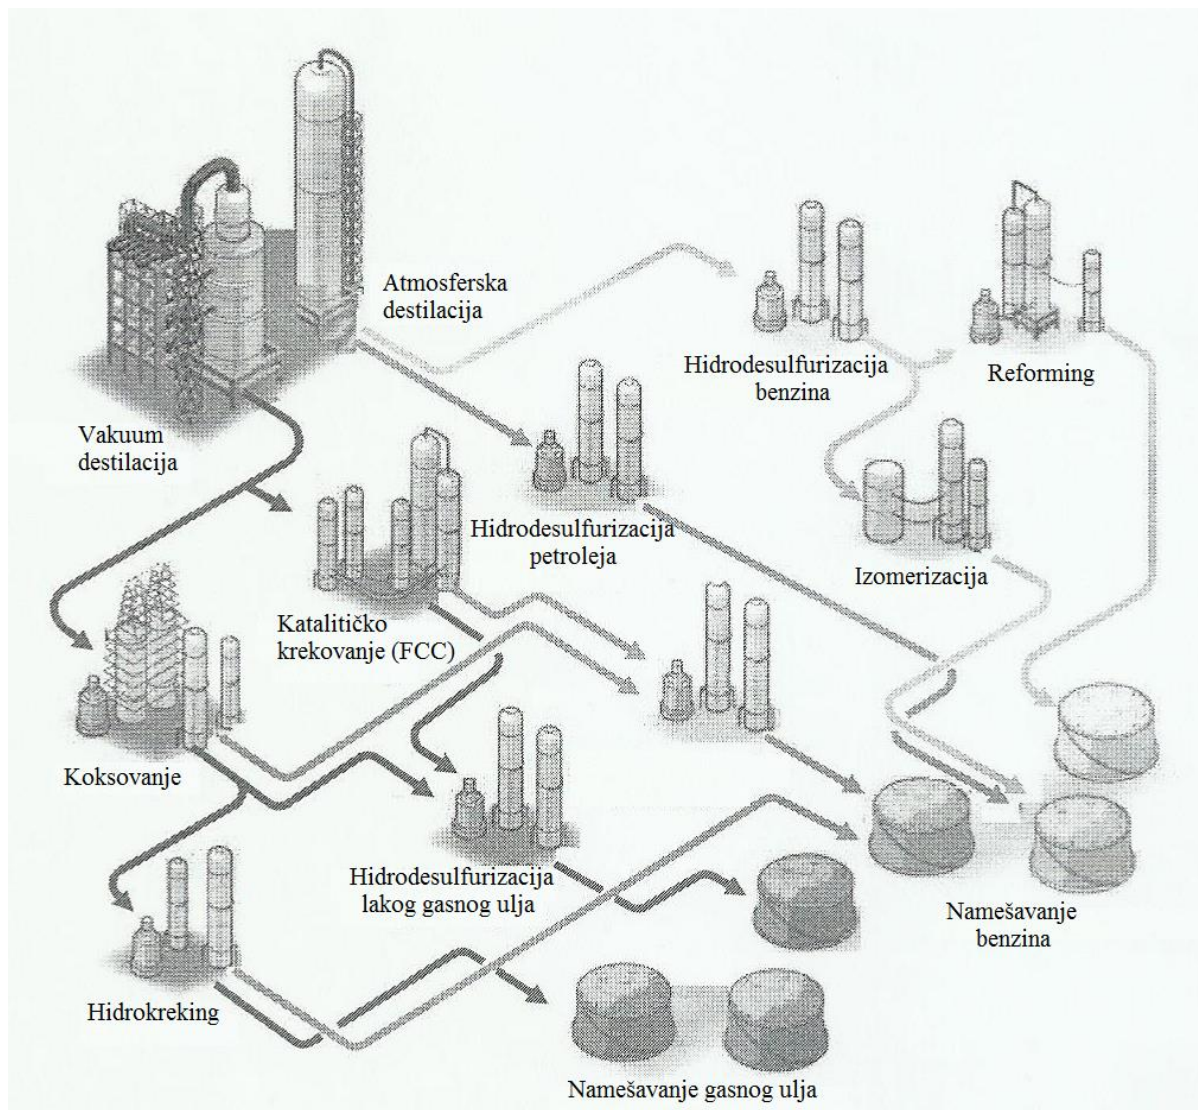 Atmosferska
destilacija
Hidrodesulfurizacija
benzina
Reforming
Vakuum
destilacija
Hidrodesulfurizacija
petroleja
Izomerizacija
Katalitičko
krekovanje (FCC)
Koksovanje
Hidrodesulfurizacija
lakog gasnog ulja
Namešavanje
benzina
Hidrokreking
Namešavanje gasnog ulja